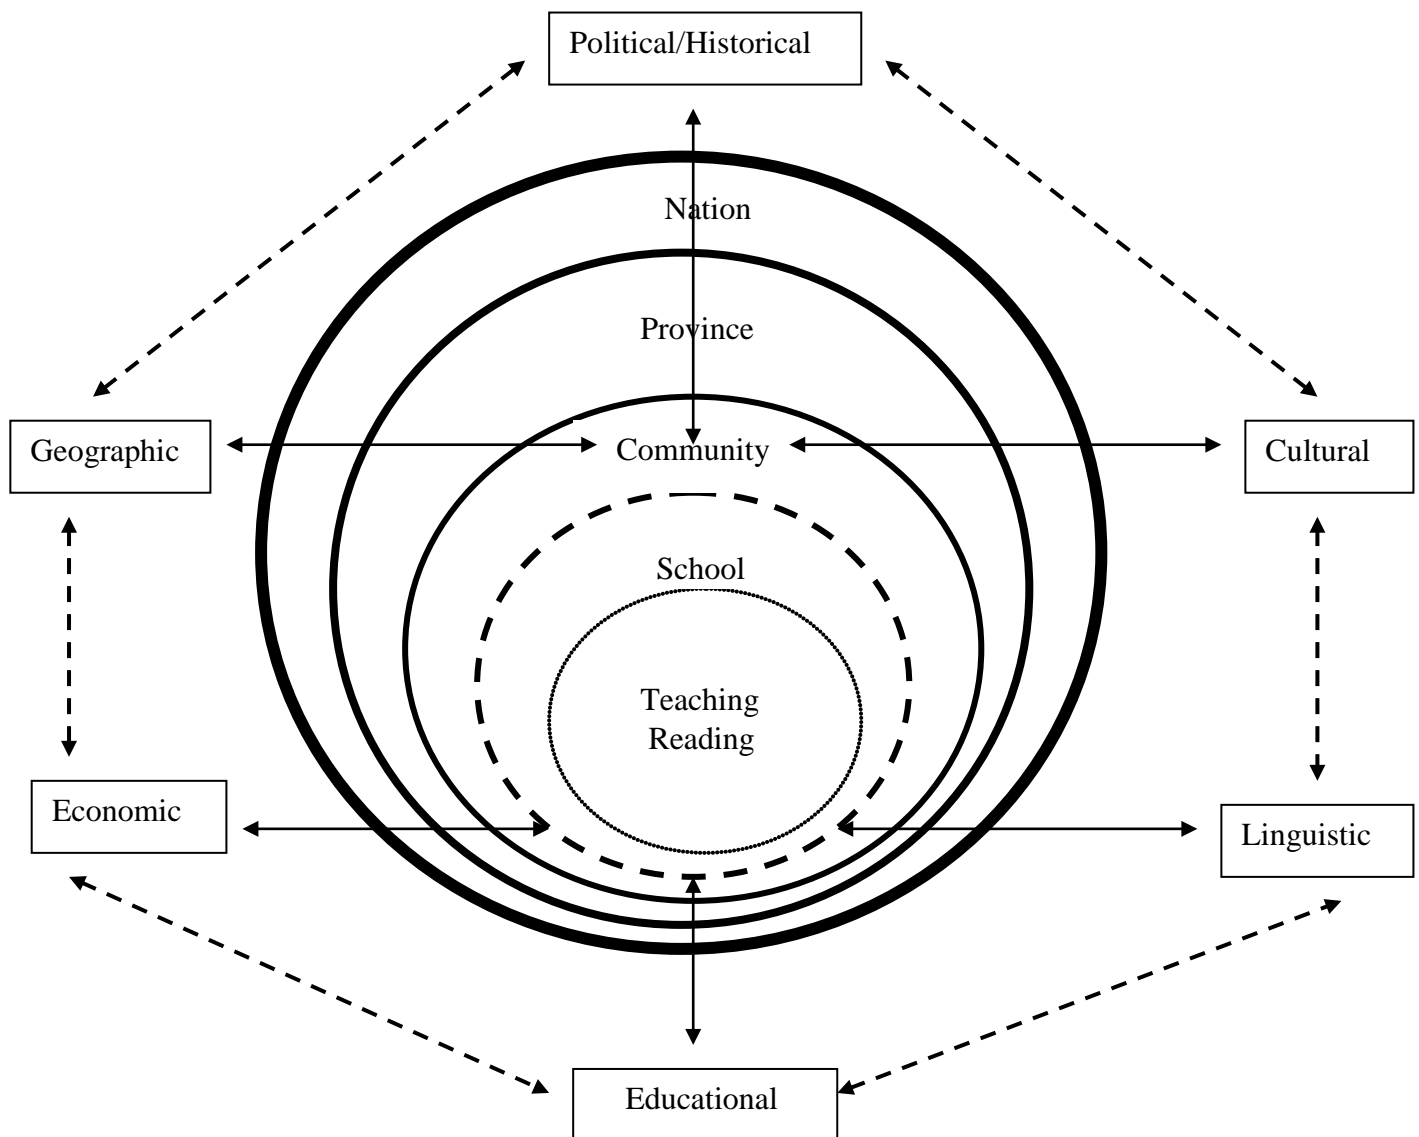 Political/Historical
Nation
Province
Geographic
Community
Cultural
School
Teaching
Reading
Economic
Linguistic
Educational